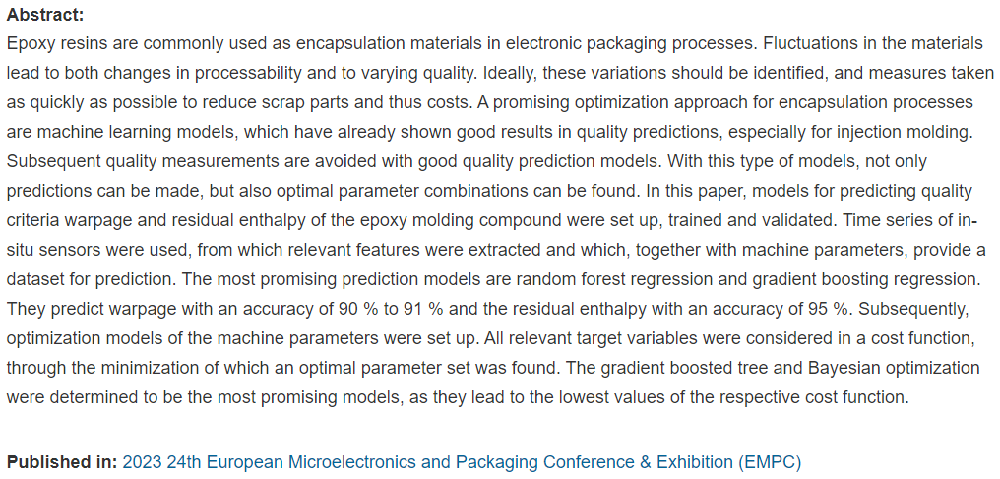 Abstract:
Epoxy resins are commonly used as encapsulation materials in electronic packaging processes. Fluctuations in the materials
lead to both changes in processability and to varying quality. Ideally, these variations should be identified, and measures taken
as quickly as possible to reduce scrap parts and thus costs. A promising optimization approach for encapsulation processes
are machine learning models, which have already shown good results in quality predictions, especially for injection molding.
Subsequent quality measurements are avoided with good quality prediction models. With this type of models, not only
predictions can be made, but also optimal parameter combinations can be found. In this paper, models for predicting quality
criteria warpage and residual enthalpy of the epoxy molding compound were set up, trained and validated. Time series of in-
situ sensors were used, from which relevant features were extracted and which, together with machine parameters, provide a
dataset for prediction. The most promising prediction models are random forest regression and gradient boosting regression.
They predict warpage with an accuracy of 90 % to 91 % and the residual enthalpy with an accuracy of 95 %. Subsequently,
optimization models of the machine parameters were set up. All relevant target variables were considered in a cost function,
through the minimization of which an optimal parameter set was found. The gradient boosted tree and Bayesian optimization
were determined to be the most promising models, as they lead to the lowest values of the respective cost function.
Published in: 2023 24th European Microelectronics and Packaging Conference & Exhibition (EMPC)